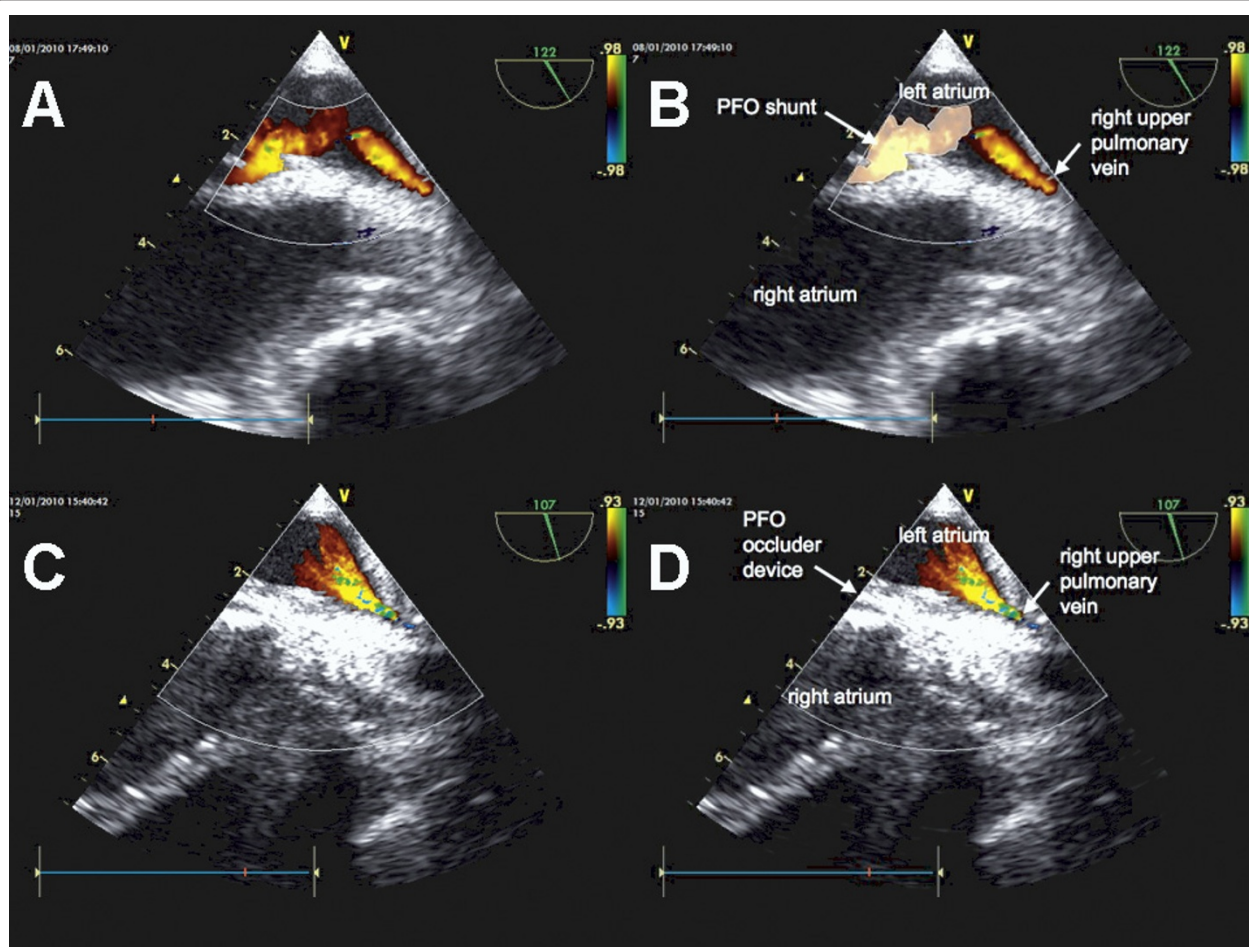 08/01/2010 17:49:10
7
A
V
122
.98
-.98
2
4
6
08/01/2010 17:49:10
7
B
V
122
.98
-.98
left atrium
PFO shunt
right upper
pulmonary
vein
2
4
right atrium
6
12/01/2010 15:40:42
15
C
V
107
.93
-.93
2
4
6
12/01/2010 15:40:42
15
D
V
107
.93
-.93
PFO
occluder
device
left atrium
right upper
pulmonary
vein
2
4
right atrium
6